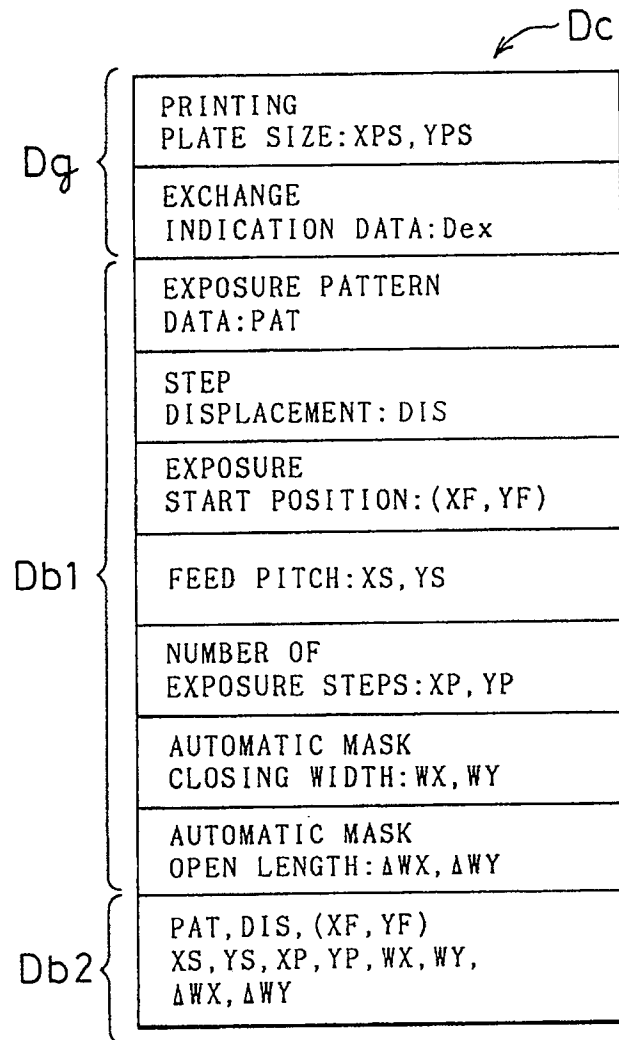 Dc
Dg
PRINTING
PLATE SIZE:XPS,YPS
EXCHANGE
INDICATION DATA:Dex
Db1
EXPOSURE PATTERN
DATA:PAT
STEP
DISPLACEMENT:DIS
EXPOSURE
START POSITION:(XF,YF)
FEED PITCH:XS,YS
NUMBER OF
EXPOSURE STEPS:XP,YP
AUTOMATIC MASK
CLOSING WIDTH:WX,WY
AUTOMATIC MASK
OPEN LENGTH:ΔWX,ΔWY
Db2
PAT,DIS,(XF,YF)
XS,YS,XP,YP,WX,WY,
ΔWX,ΔWY